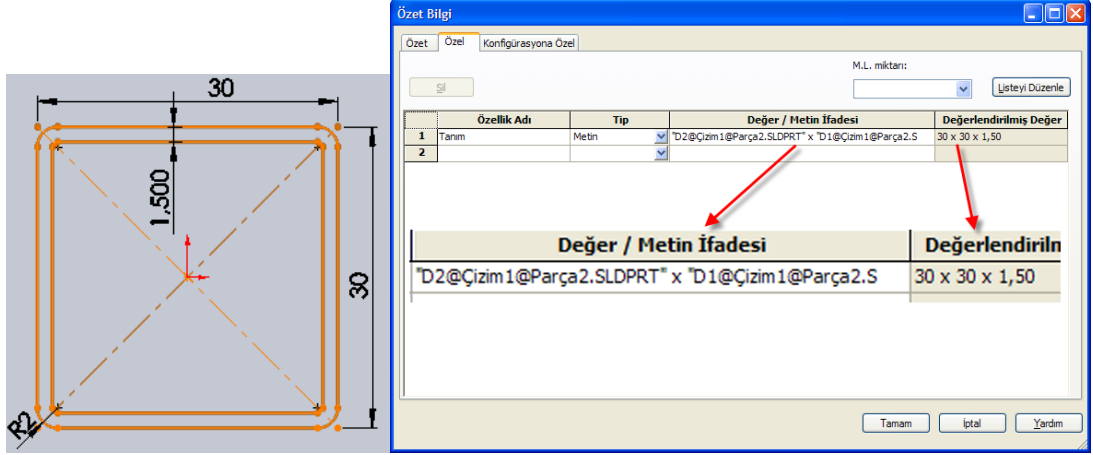 30
1,500
30
R2
Özet Bilgi
Özet Özel Konfigürasyona Özel
M.L. miktarı:
Sil
Listeyi Düzenle
Özellik Adı Tip Değer / Metin İfadesi Değerlendirilmiş Değer
1 Tanım Metin "D2@Çizim1@Parça2.SLDPRT" x "D1@Çizim1@Parça2.S 30 x 30 x 1,50
2
Değer / Metin İfadesi Değerlendiriln
"D2@Çizim1@Parça2.SLDPRT" x "D1@Çizim1@Parça2.S 30 x 30 x 1,50
Tamam İptal Yardım